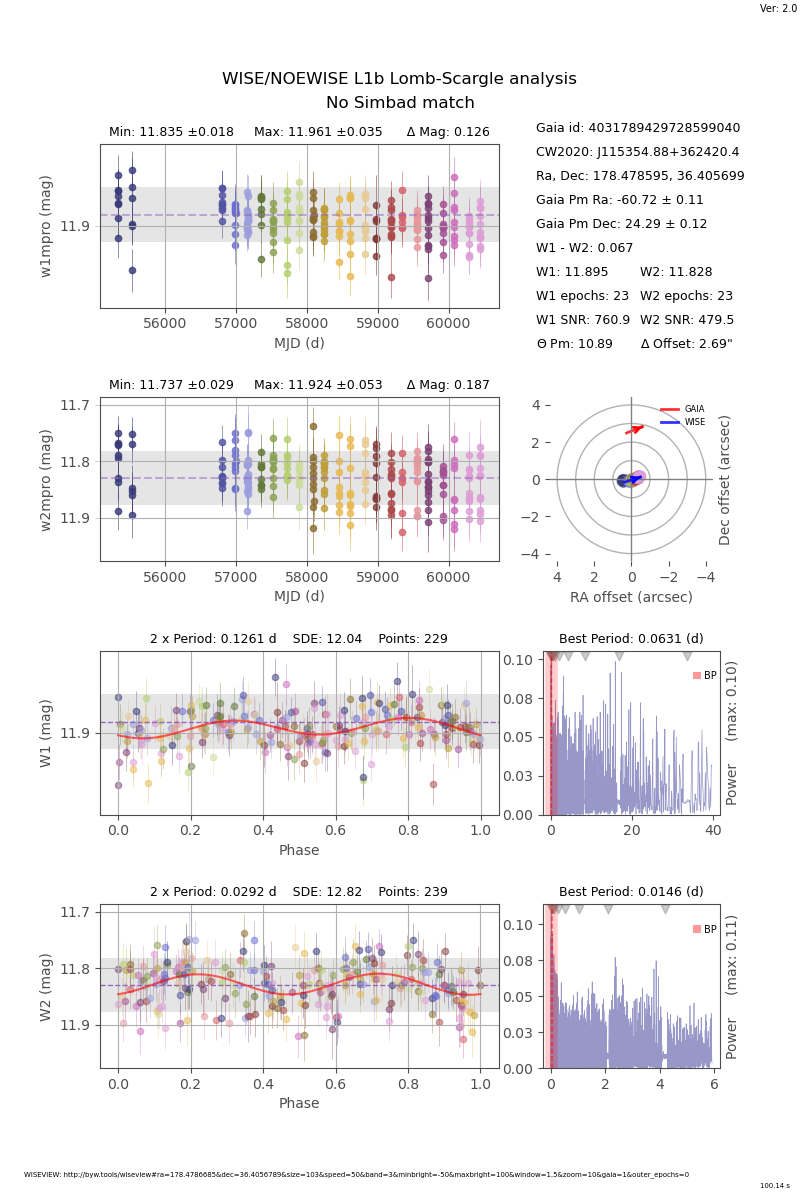 Ver: 2.0
WISE/NOEWISE L1b Lomb-Scargle analysis
No Simbad match
Min: 11.835 ±0.018 Max: 11.961 ±0.035 Δ Mag: 0.126
w1mpro (mag)
11.9
56000 57000 58000 59000 60000
MJD (d)
Gaia id: 4031789429728599040
CW2020: J115354.88+362420.4
Ra, Dec: 178.478595, 36.405699
Gaia Pm Ra: -60.72 ± 0.11
Gaia Pm Dec: 24.29 ± 0.12
W1 - W2: 0.067
W1: 11.895 W2: 11.828
W1 epochs: 23 W2 epochs: 23
W1 SNR: 760.9 W2 SNR: 479.5
Θ Pm: 10.89 Δ Offset: 2.69"
Min: 11.737 ±0.029 Max: 11.924 ±0.053 Δ Mag: 0.187
w2mpro (mag)
11.7
11.8
11.9
56000 57000 58000 59000 60000
MJD (d)
GAIA
WISE
4
2
0
−2
−4
4 2 0 −2 −4
RA offset (arcsec)
Dec offset (arcsec)
2 x Period: 0.1261 d SDE: 12.04 Points: 229
W1 (mag)
11.9
0.0 0.2 0.4 0.6 0.8 1.0
Phase
Best Period: 0.0631 (d)
BP
0.10
0.08
0.05
0.03
0.00
0 20 40
Power (max: 0.10)
2 x Period: 0.0292 d SDE: 12.82 Points: 239
W2 (mag)
11.7
11.8
11.9
0.0 0.2 0.4 0.6 0.8 1.0
Phase
Best Period: 0.0146 (d)
BP
0.10
0.08
0.05
0.03
0.00
0 2 4 6
Power (max: 0.11)
WISEVIEW: http://byw.tools/wiseview#ra=178.4786685&dec=36.4056789&size=103&speed=50&band=3&minbright=-50&maxbright=100&window=1.5&zoom=10&gaia=1&outer_epochs=0
100.14 s